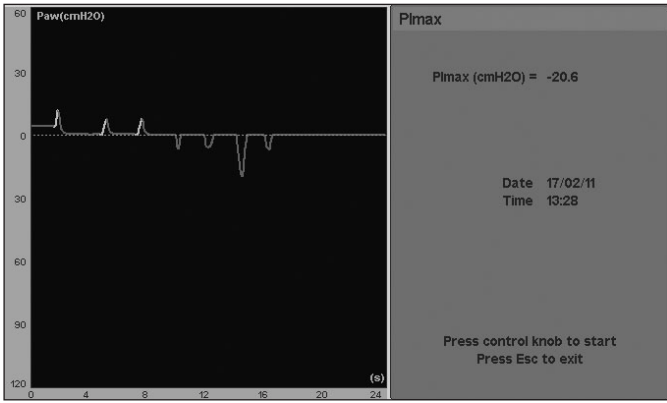 Paw(cmH2O)
60
30
0
30
60
90
120
0 4 8 12 16 20 24
(s)
PImax
PImax (cmH2O) = -20.6
Date 17/02/11
Time 13:28
Press control knob to start
Press Esc to exit